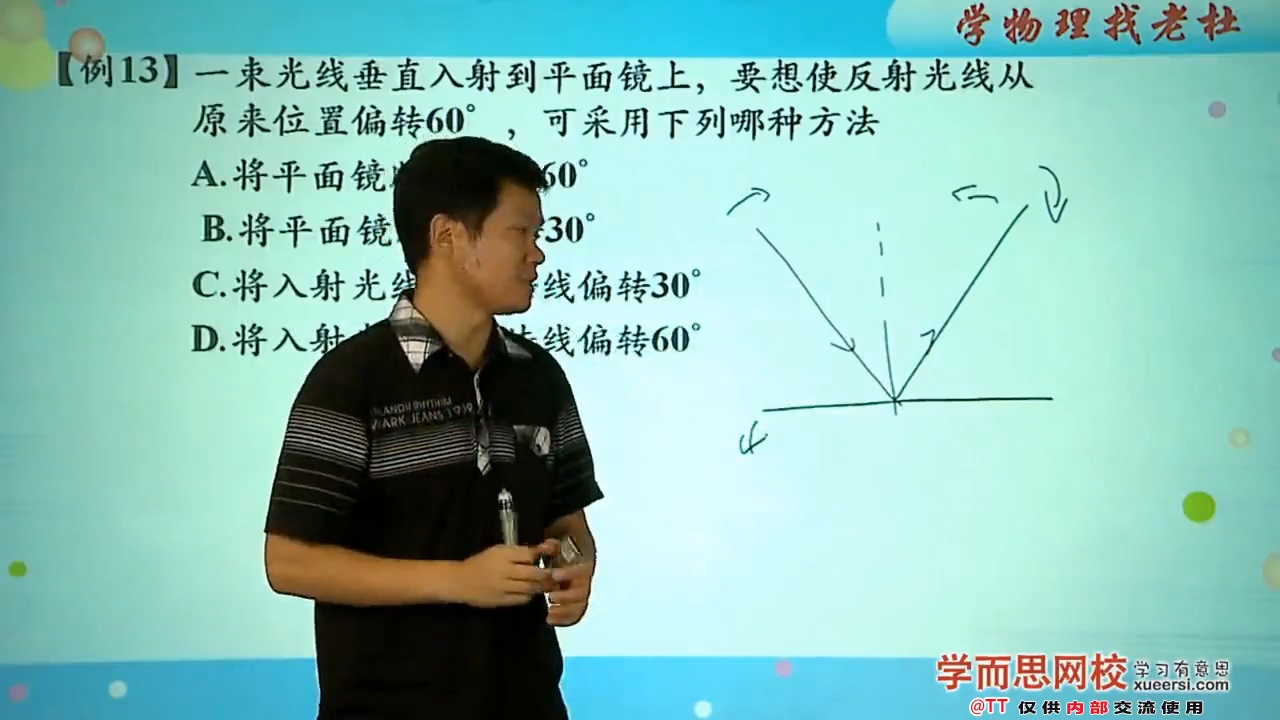 学物理找老杜
【例13】一束光线垂直入射到平面镜上，要想使反射光线从
原来位置偏转60°，可采用下列哪种方法
A.将平面镜 60°
B.将平面镜 30°
C.将入射光线 线偏转30°
D.将入射 线偏转60°
ARK JEANS 1959
学而思网校 学习有意思
xueersi.com
@TT 仅供内部交流使用